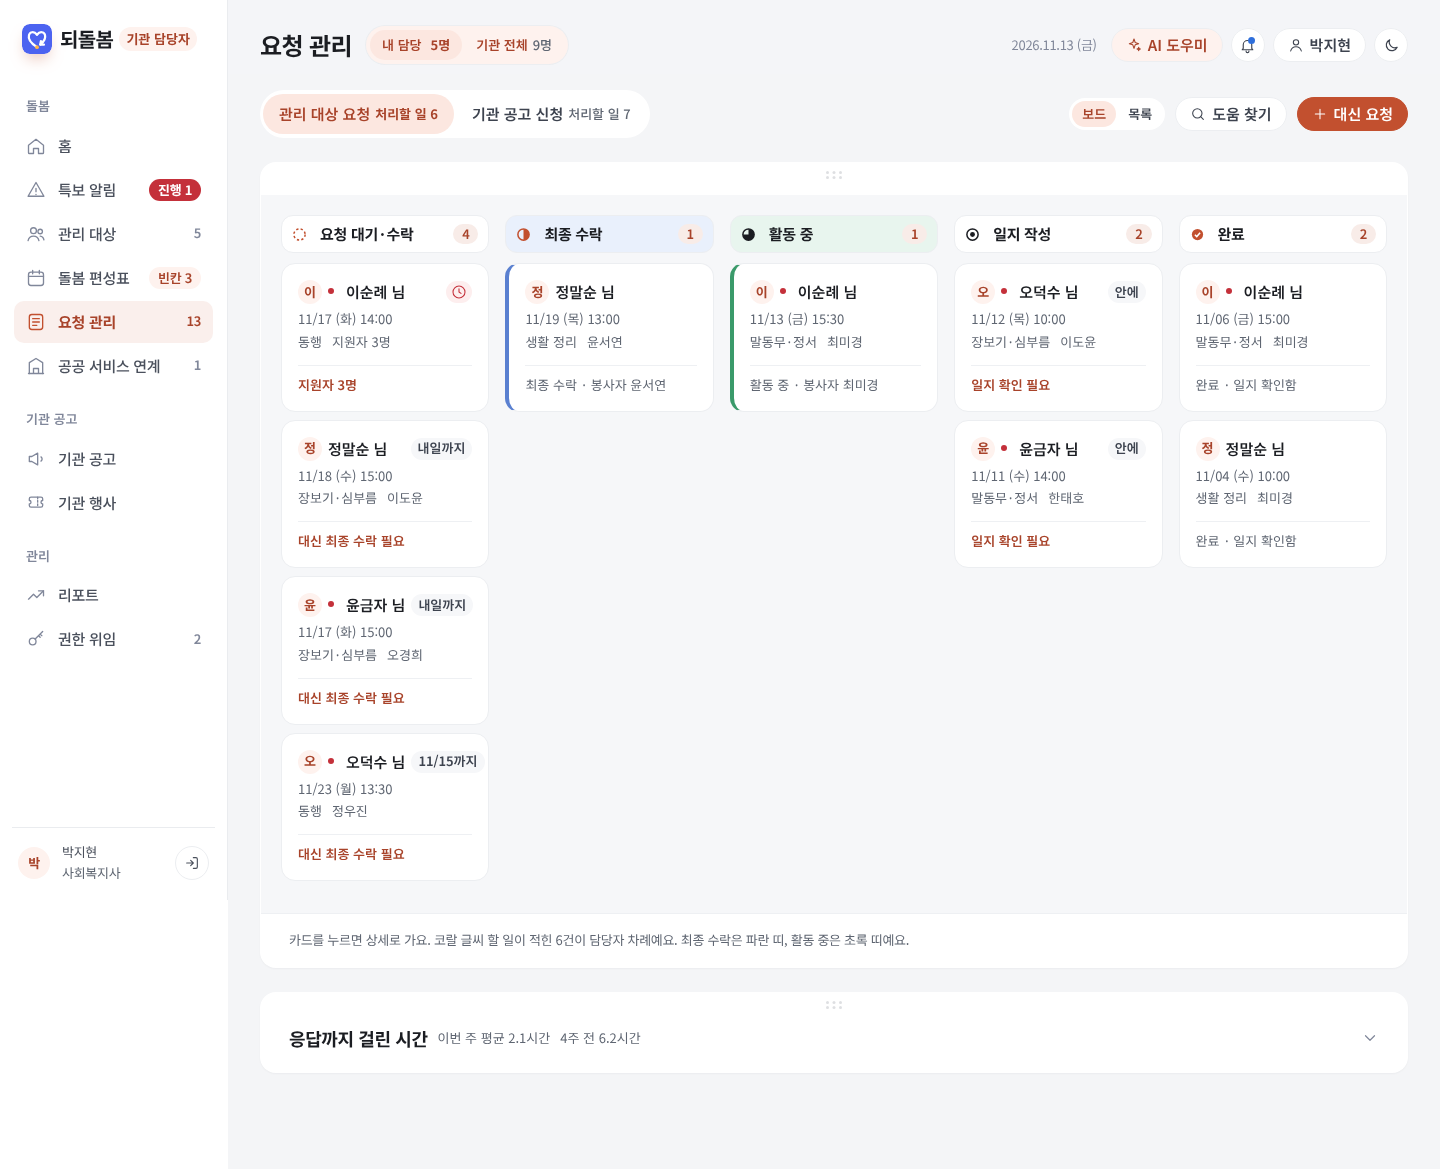 되돌봄 기관 담당자
돌봄
홈
특보 알림 진행 1
관리 대상 5
돌봄 편성표 빈칸 3
요청 관리 13
공공 서비스 연계 1
기관 공고
기관 공고
기관 행사
관리
리포트
권한 위임 2
박 박지현
사회복지사
요청 관리 내 담당 5명 기관 전체 9명
2026.11.13 (금) AI 도우미 박지현
관리 대상 요청 처리할 일 6 기관 공고 신청 처리할 일 7
보드 목록 도움 찾기 대신 요청
요청 대기·수락 4
이 이순례 님
11/17 (화) 14:00
동행 지원자 3명
지원자 3명
정 정말순 님 내일까지
11/18 (수) 15:00
장보기·심부름 이도윤
대신 최종 수락 필요
윤 윤금자 님 내일까지
11/17 (화) 15:00
장보기·심부름 오경희
대신 최종 수락 필요
오 오덕수 님 11/15까지
11/23 (월) 13:30
동행 정우진
대신 최종 수락 필요
최종 수락 1
정 정말순 님
11/19 (목) 13:00
생활 정리 윤서연
최종 수락 · 봉사자 윤서연
활동 중 1
이 이순례 님
11/13 (금) 15:30
말동무·정서 최미경
활동 중 · 봉사자 최미경
일지 작성 2
오 오덕수 님 안에
11/12 (목) 10:00
장보기·심부름 이도윤
일지 확인 필요
윤 윤금자 님 안에
11/11 (수) 14:00
말동무·정서 한태호
일지 확인 필요
완료 2
이 이순례 님
11/06 (금) 15:00
말동무·정서 최미경
완료 · 일지 확인함
정 정말순 님
11/04 (수) 10:00
생활 정리 최미경
완료 · 일지 확인함
카드를 누르면 상세로 가요. 코랄 글씨 할 일이 적힌 6건이 담당자 차례예요. 최종 수락은 파란 띠, 활동 중은 초록 띠예요.
응답까지 걸린 시간 이번 주 평균 2.1시간 4주 전 6.2시간